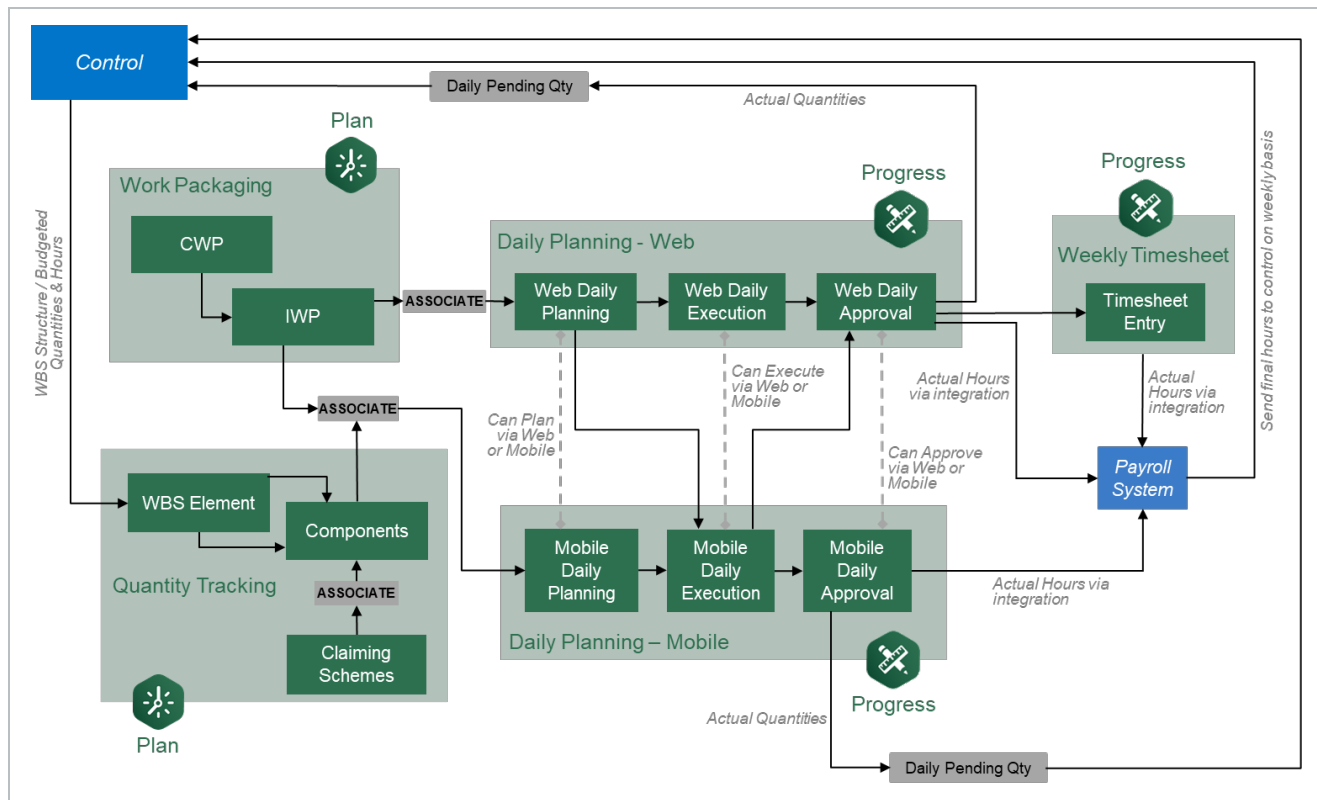 Control
Daily Pending Qty
Actual Quantities
Send final hours to control on weekly basis
WBS Structure / Budgeted
Quantities & Hours
Plan
Work Packaging
CWP
IWP
ASSOCIATE
Progress
Daily Planning - Web
Web Daily
Planning
Web Daily
Execution
Web Daily
Approval
Progress
Weekly Timesheet
Timesheet
Entry
Can Plan
via Web
or Mobile
Can Execute
via Web or
Mobile
Can Approve
via Web or
Mobile
Actual Hours
via integration
Actual
Hours via
integration
Payroll
System
ASSOCIATE
WBS Element
Components
ASSOCIATE
Quantity Tracking
Claiming
Schemes
Plan
Mobile
Daily
Planning
Mobile
Daily
Execution
Mobile
Daily
Approval
Daily Planning – Mobile
Actual Hours via
integration
Progress
Actual Quantities
Daily Pending Qty